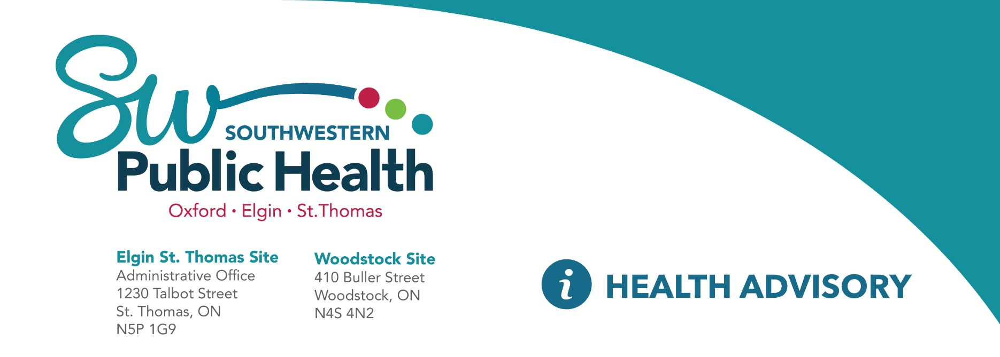 Sw
SOUTHWESTERN
Public Health
Oxford • Elgin • St.Thomas
Elgin St. Thomas Site
Administrative Office
1230 Talbot Street
St. Thomas, ON
N5P 1G9
Woodstock Site
410 Buller Street
Woodstock, ON
N4S 4N2
i HEALTH ADVISORY